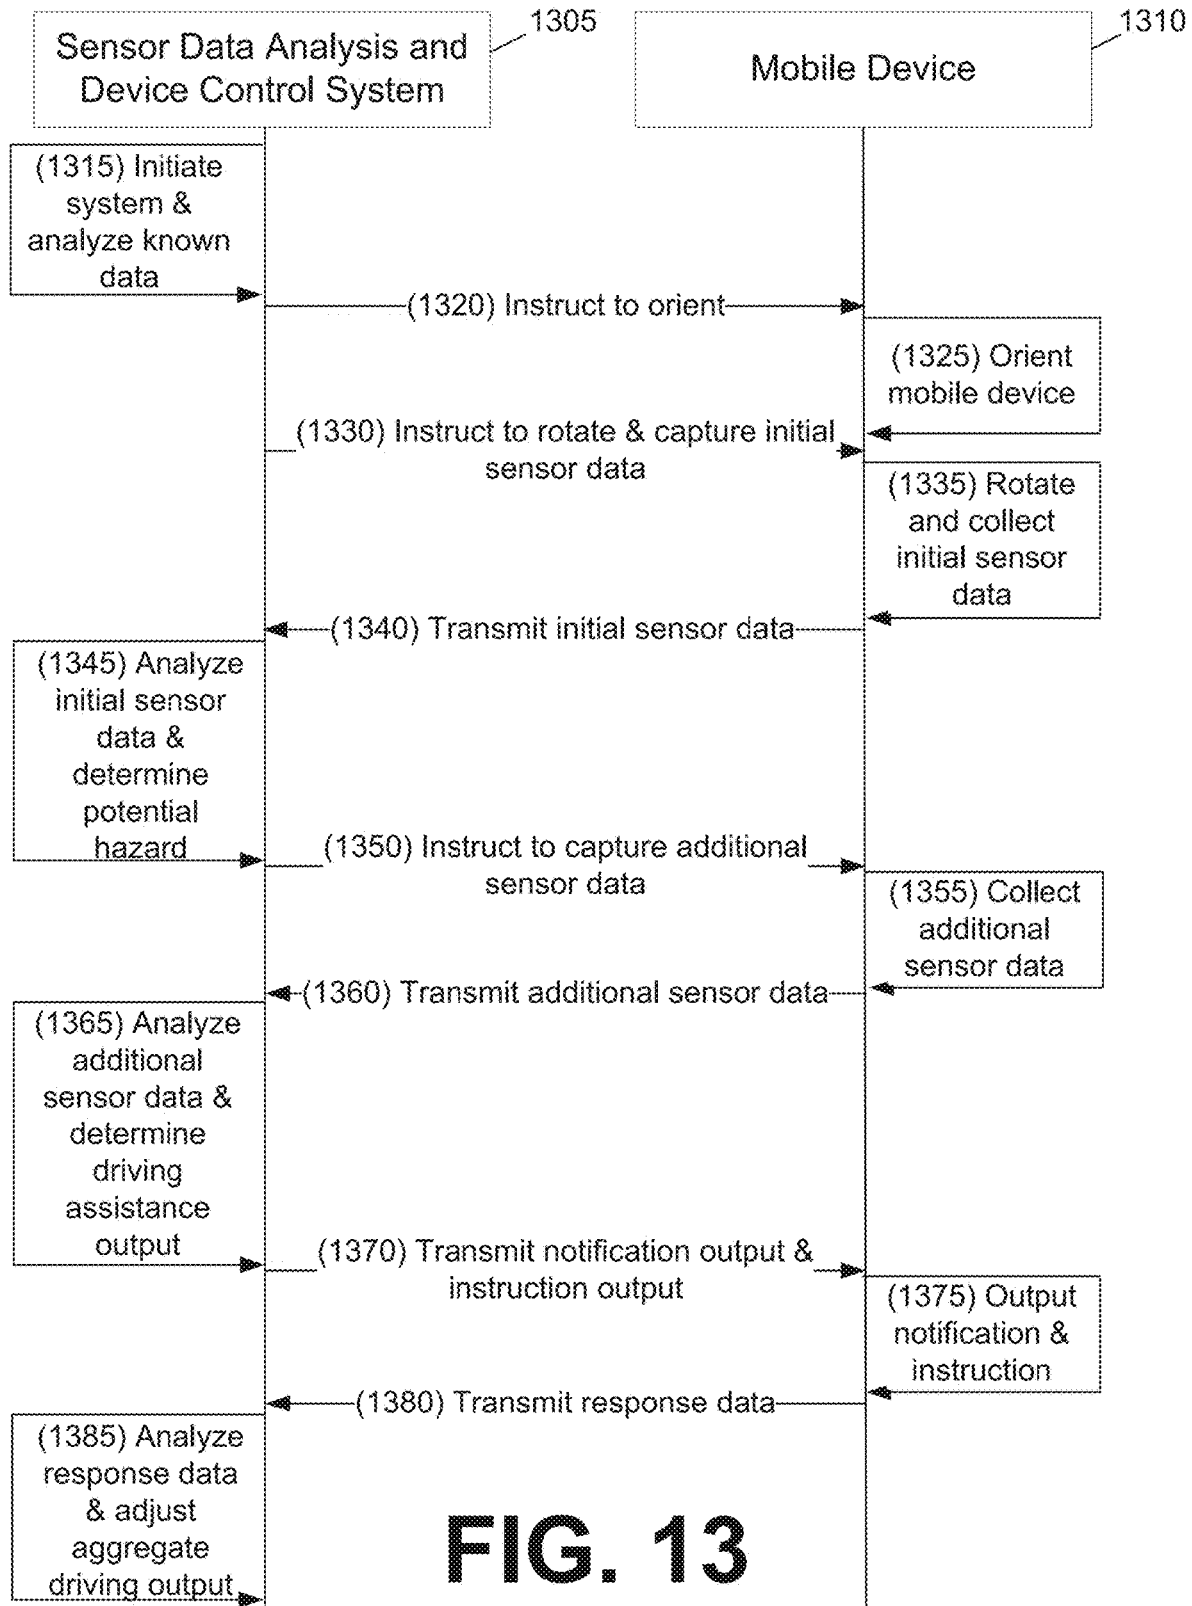 1305
1310
Sensor Data Analysis and
Device Control System
Mobile Device
(1315) Initiate
system &
analyze known
data
(1320) Instruct to orient
(1325) Orient
mobile device
(1330) Instruct to rotate & capture initial
sensor data
(1335) Rotate
and collect
initial sensor
data
(1340) Transmit initial sensor data
(1345) Analyze
initial sensor
data &
determine
potential
hazard
(1350) Instruct to capture additional
sensor data
(1355) Collect
additional
sensor data
(1360) Transmit additional sensor data
(1365) Analyze
additional
sensor data &
determine
driving
assistance
output
(1370) Transmit notification output &
instruction output
(1375) Output
notification &
instruction
(1380) Transmit response data
(1385) Analyze
response data
& adjust
aggregate
driving output
FIG. 13